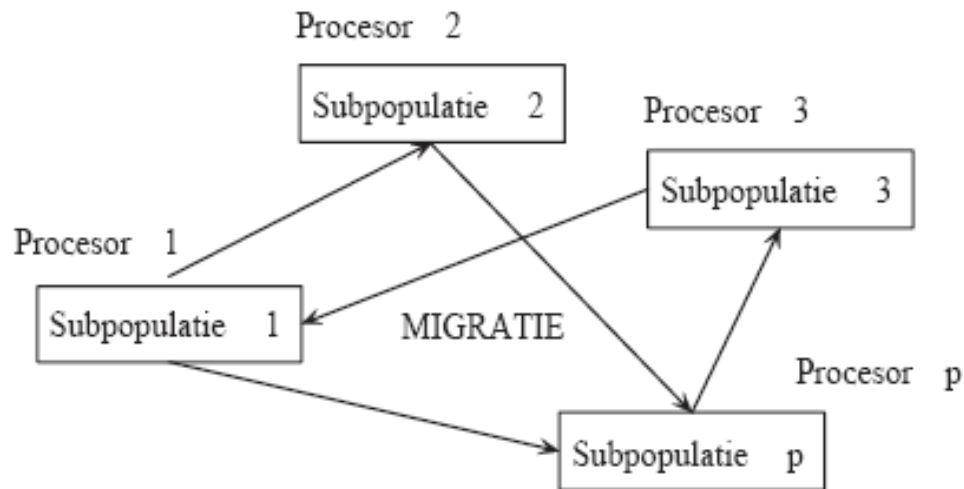 Procesor 2
Subpopulatie 2
Procesor 3
Subpopulatie 3
Procesor 1
Subpopulatie 1
MIGRATIE
Procesor p
Subpopulatie p